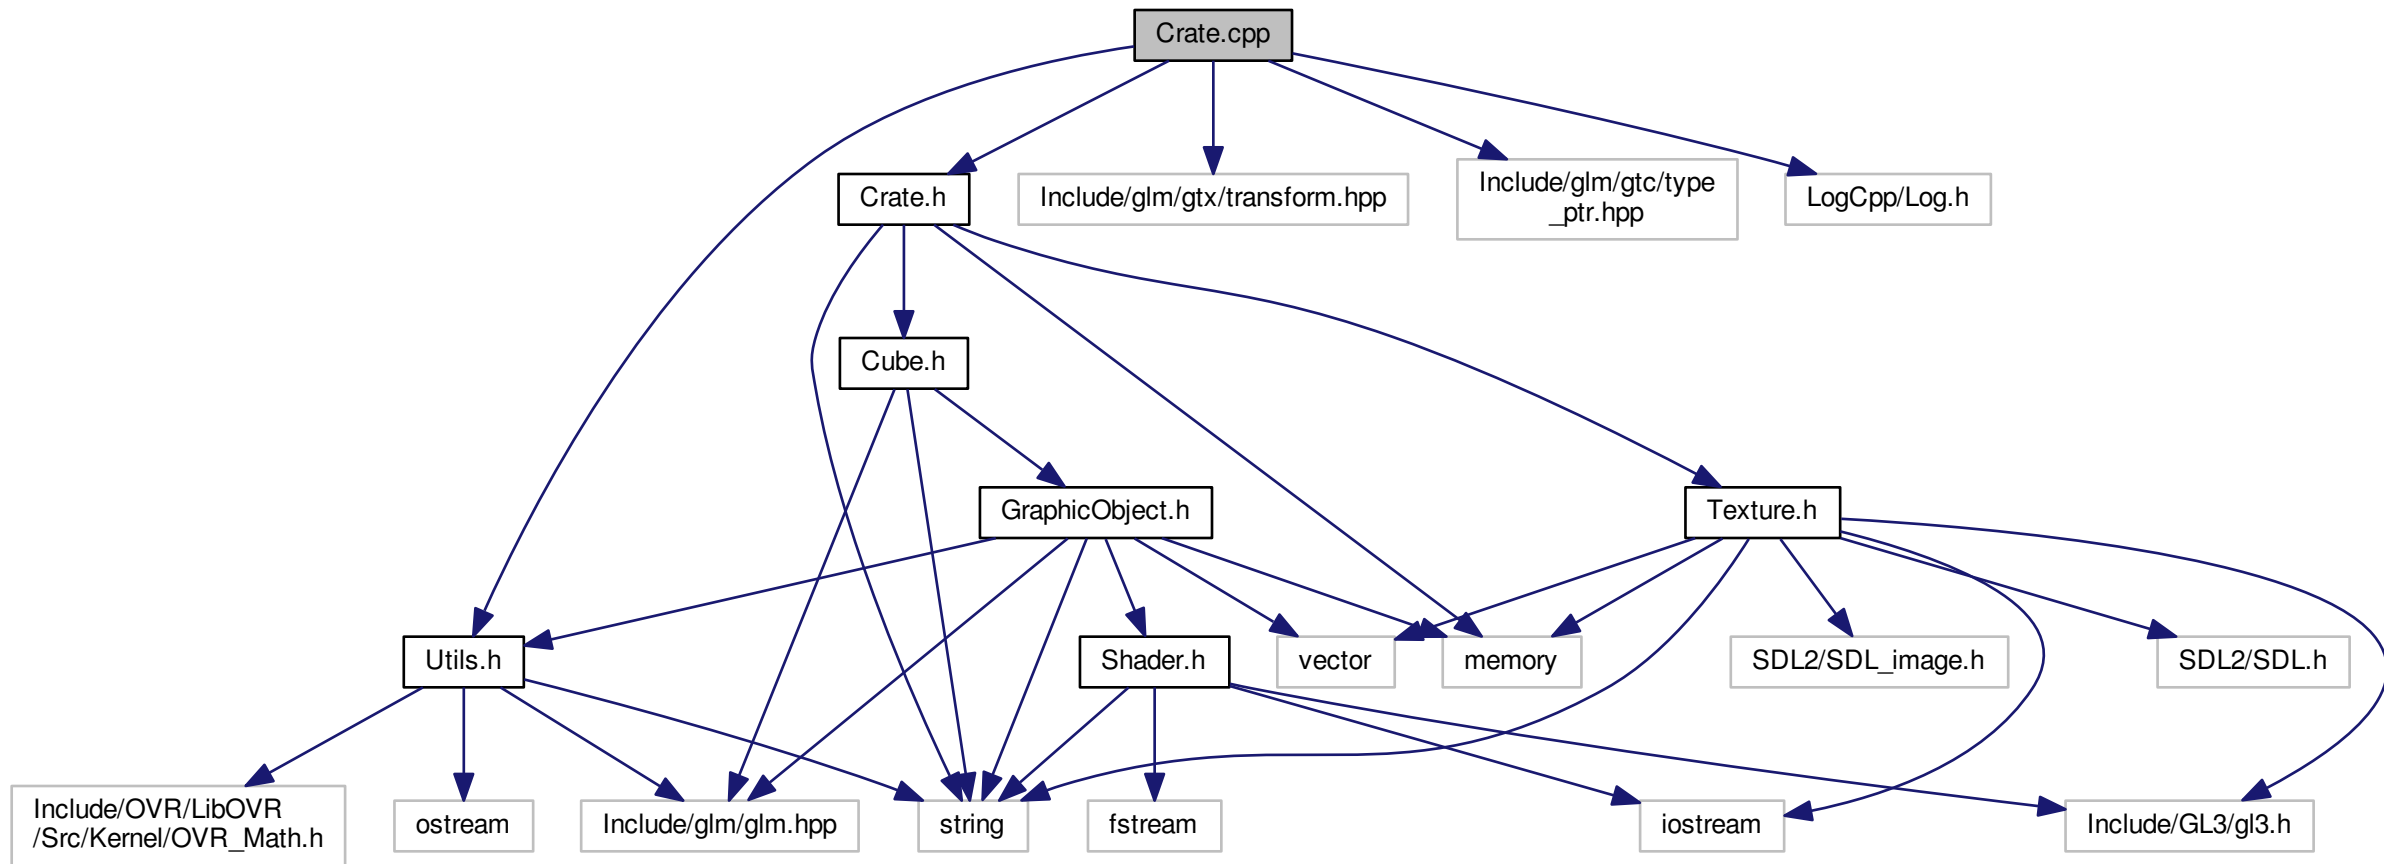 Crate.cpp
Crate.h
Include/glm/gtx/transform.hpp
Include/glm/gtc/type
_ptr.hpp
LogCpp/Log.h
Cube.h
GraphicObject.h
Texture.h
Utils.h
Shader.h
vector
memory
SDL2/SDL_image.h
SDL2/SDL.h
Include/OVR/LibOVR
/Src/Kernel/OVR_Math.h
ostream
Include/glm/glm.hpp
string
fstream
iostream
Include/GL3/gl3.h